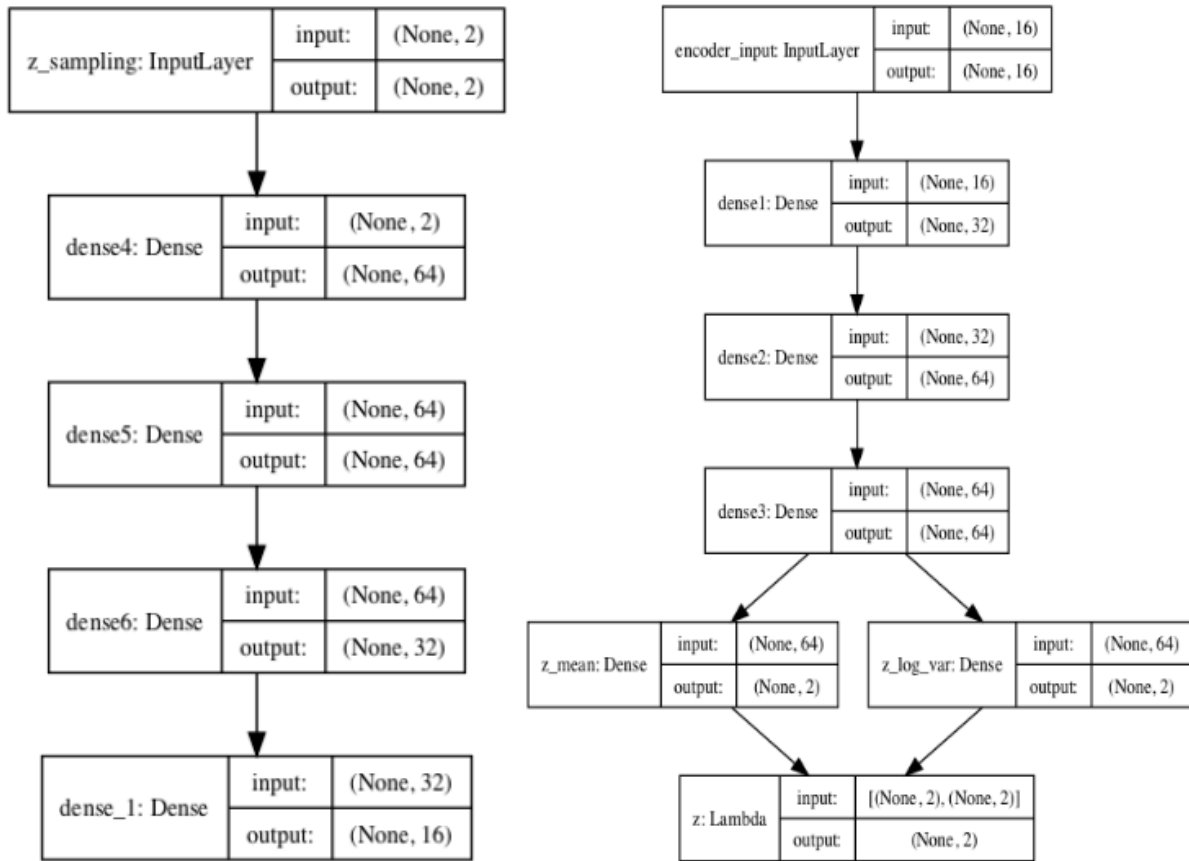 z_sampling: InputLayer
input: (None, 2)
output: (None, 2)
dense4: Dense
input: (None, 2)
output: (None, 64)
dense5: Dense
input: (None, 64)
output: (None, 64)
dense6: Dense
input: (None, 64)
output: (None, 32)
dense_1: Dense
input: (None, 32)
output: (None, 16)
encoder_input: InputLayer
input: (None, 16)
output: (None, 16)
dense1: Dense
input: (None, 16)
output: (None, 32)
dense2: Dense
input: (None, 32)
output: (None, 64)
dense3: Dense
input: (None, 64)
output: (None, 64)
z_mean: Dense
input: (None, 64)
output: (None, 2)
z_log_var: Dense
input: (None, 64)
output: (None, 2)
z: Lambda
input: [(None, 2), (None, 2)]
output: (None, 2)